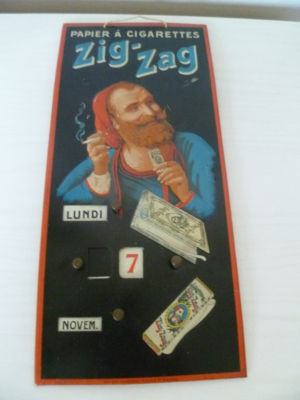 PAPIER À CIGARETTES
Zig-Zag
LUNDI
7
NOVEM.